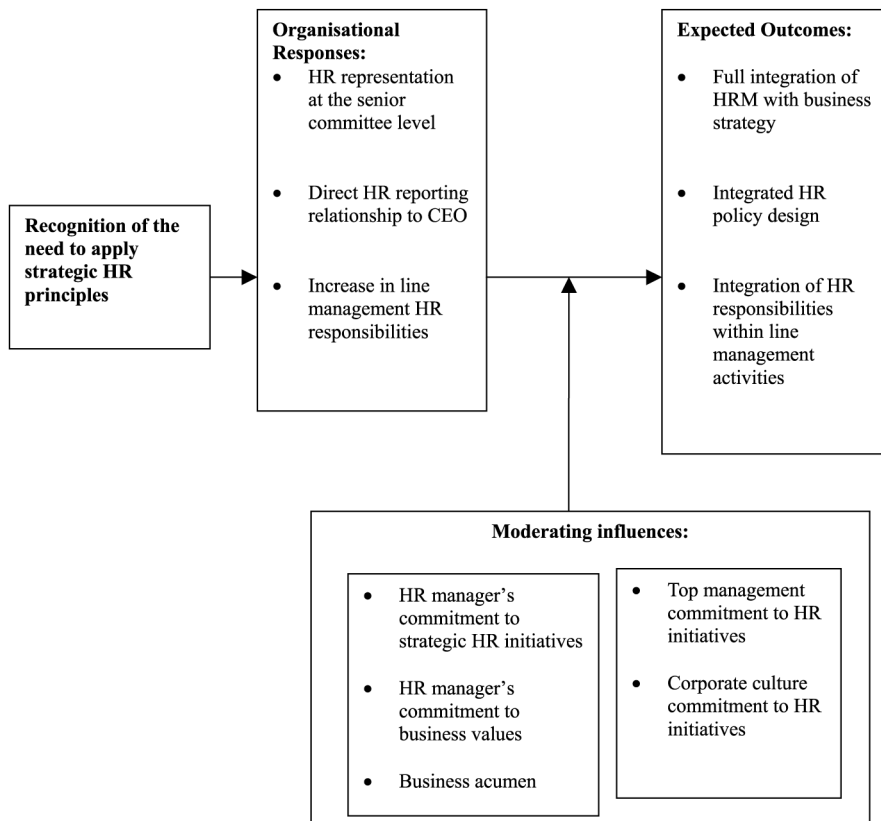 Recognition of the
need to apply
strategic HR
principles
Organisational
Responses:
• HR representation
at the senior
committee level
• Direct HR reporting
relationship to CEO
• Increase in line
management HR
responsibilities
Expected Outcomes:
• Full integration of
HRM with business
strategy
• Integrated HR
policy design
• Integration of HR
responsibilities
within line
management
activities
Moderating influences:
• HR manager’s
commitment to
strategic HR initiatives
• HR manager’s
commitment to
business values
• Business acumen
• Top management
commitment to HR
initiatives
• Corporate culture
commitment to HR
initiatives